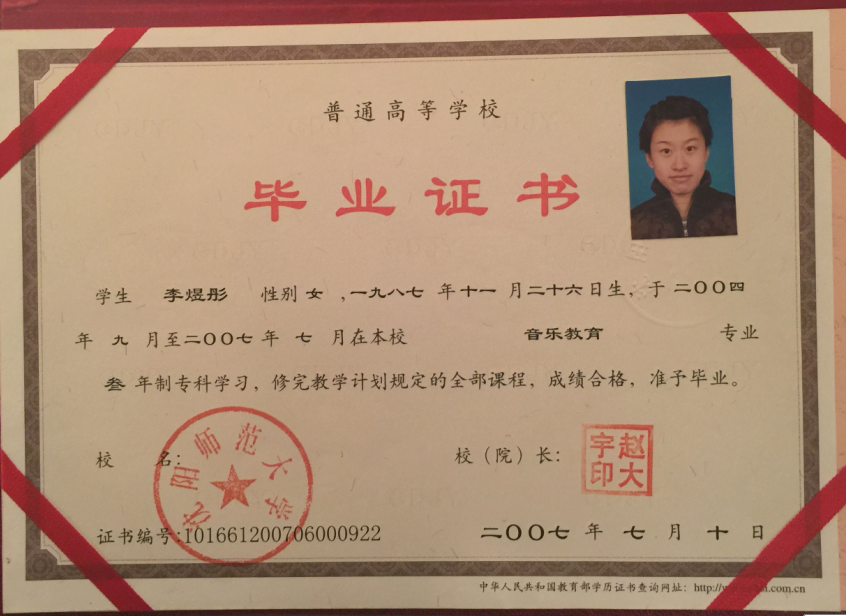 普通高等学校
毕业证书
学生 李煜彤 性别 女 ,一九八七 年十一 月二十六日生，于 二〇〇四
年 九 月至二〇〇七 年 七 月在本校 音乐教育 专业
叁 年制专科学习，修完教学计划规定的全部课程，成绩合格，准予毕业。
校 名：
沈阳师范大学
校（院）长：
赵大宇印
证书编号:101661200706000922
二〇〇七 年 七 月 十 日
中华人民共和国教育部学历证书查询网址：http://www.chsi.com.cn